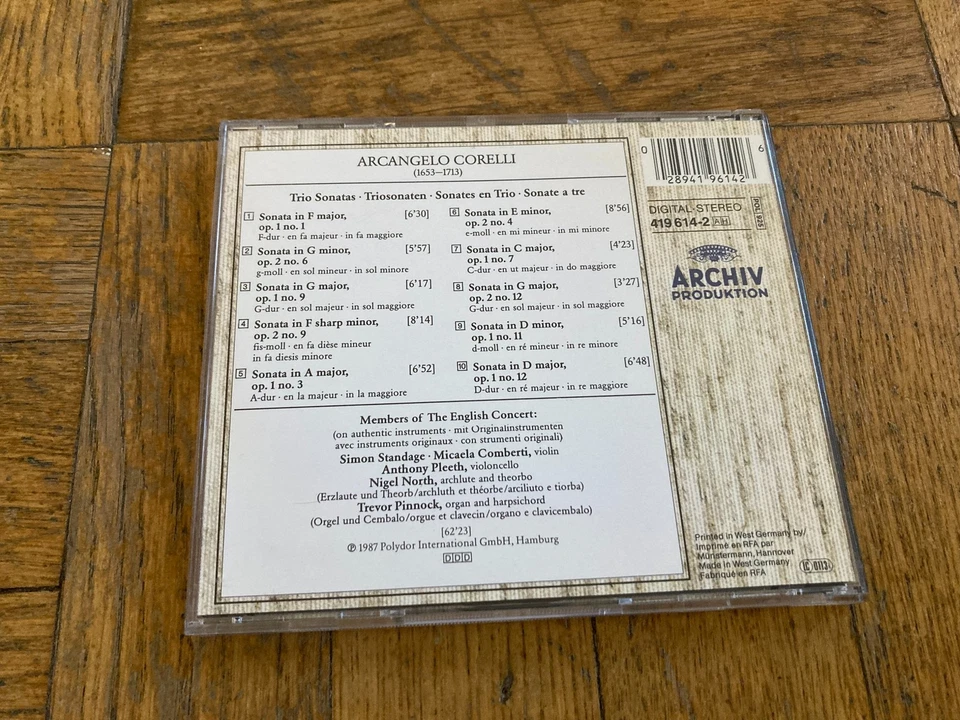 ARCANGELO CORELLI
(1653–1713)
Trio Sonatas · Triosonaten · Sonates en Trio · Sonate a tre
1 Sonata in F major, [6'30]
op. 1 no. 1
F-dur · en fa majeur · in fa maggiore
2 Sonata in G minor, [5'57]
op. 2 no. 6
g-moll · en sol mineur · in sol minore
3 Sonata in G major, [6'17]
op. 1 no. 9
G-dur · en sol majeur · in sol maggiore
4 Sonata in F sharp minor, [8'14]
op. 2 no. 9
fis-moll · en fa dièse mineur
in fa diesis minore
5 Sonata in A major, [6'52]
op. 1 no. 3
A-dur · en la majeur · in la maggiore
6 Sonata in E minor, [8'56]
op. 2 no. 4
e-moll · en mi mineur · in mi minore
7 Sonata in C major, [4'23]
op. 1 no. 7
C-dur · en ut majeur · in do maggiore
8 Sonata in G major, [3'27]
op. 2 no. 12
G-dur · en sol majeur · in sol maggiore
9 Sonata in D minor, [5'16]
op. 1 no. 11
d-moll · en ré mineur · in re minore
10 Sonata in D major, [6'48]
op. 1 no. 12
D-dur · en ré majeur · in re maggiore
Members of The English Concert:
(on authentic instruments · mit Originalinstrumenten
avec instruments originaux · con strumenti originali)
Simon Standage · Micaela Comberti, violin
Anthony Pleeth, violoncello
Nigel North, archlute and theorbo
(Erzlaute und Theorb/archluth et théorbe/arciliuto e tiorba)
Trevor Pinnock, organ and harpsichord
(Orgel und Cembalo/orgue et clavecin/organo e clavicembalo)
[62'23]
℗ 1987 Polydor International GmbH, Hamburg
DDD
0 28941 96142 6
DIGITAL-STEREO
419 614-2 AH
POL 925
ARCHIV
PRODUKTION
Printed in West Germany by/
Imprimé en RFA par
Münstermann, Hannover
Made in West Germany
Fabriqué en RFA